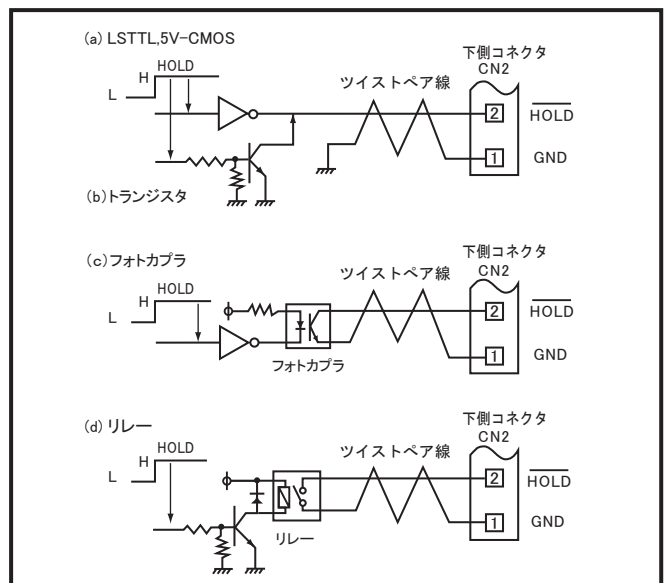 (a) LSTTL,5V-CMOS
HOLD
H
L
ツイストペア線
下側コネクタ
CN2
2
HOLD
1
GND
(b)トランジスタ
(c)フォトカプラ
HOLD
H
L
フォトカプラ
ツイストペア線
下側コネクタ
CN2
2
HOLD
1
GND
(d) リレー
HOLD
H
L
リレー
ツイストペア線
下側コネクタ
CN2
2
HOLD
1
GND